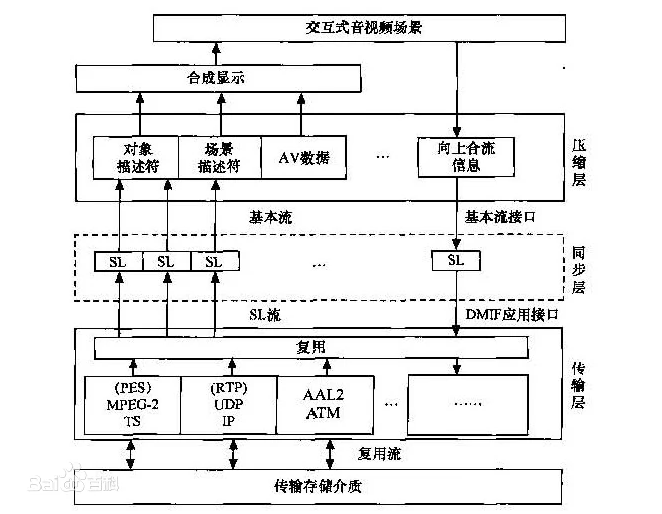 交互式音视频场景
合成显示
对象
描述符
场景
描述符
AV数据
...
向上合流
信息
压缩层
基本流
基本流接口
SL
SL
SL
...
SL
同步层
SL流
DMIF应用接口
复用
(PES)
MPEG-2
TS
(RTP)
UDP
IP
AAL2
ATM
...
......
传输层
复用流
传输存储介质
Bai百科